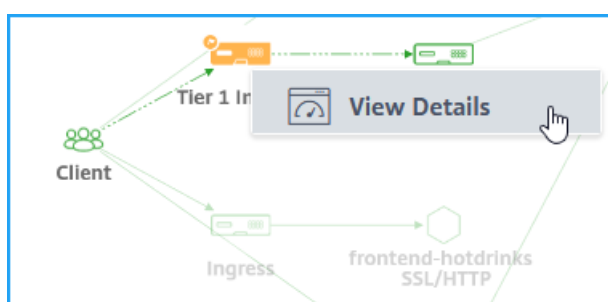 Tier 1 In
View Details
Client
Ingress
frontend-hotdrinks
SSL/HTTP